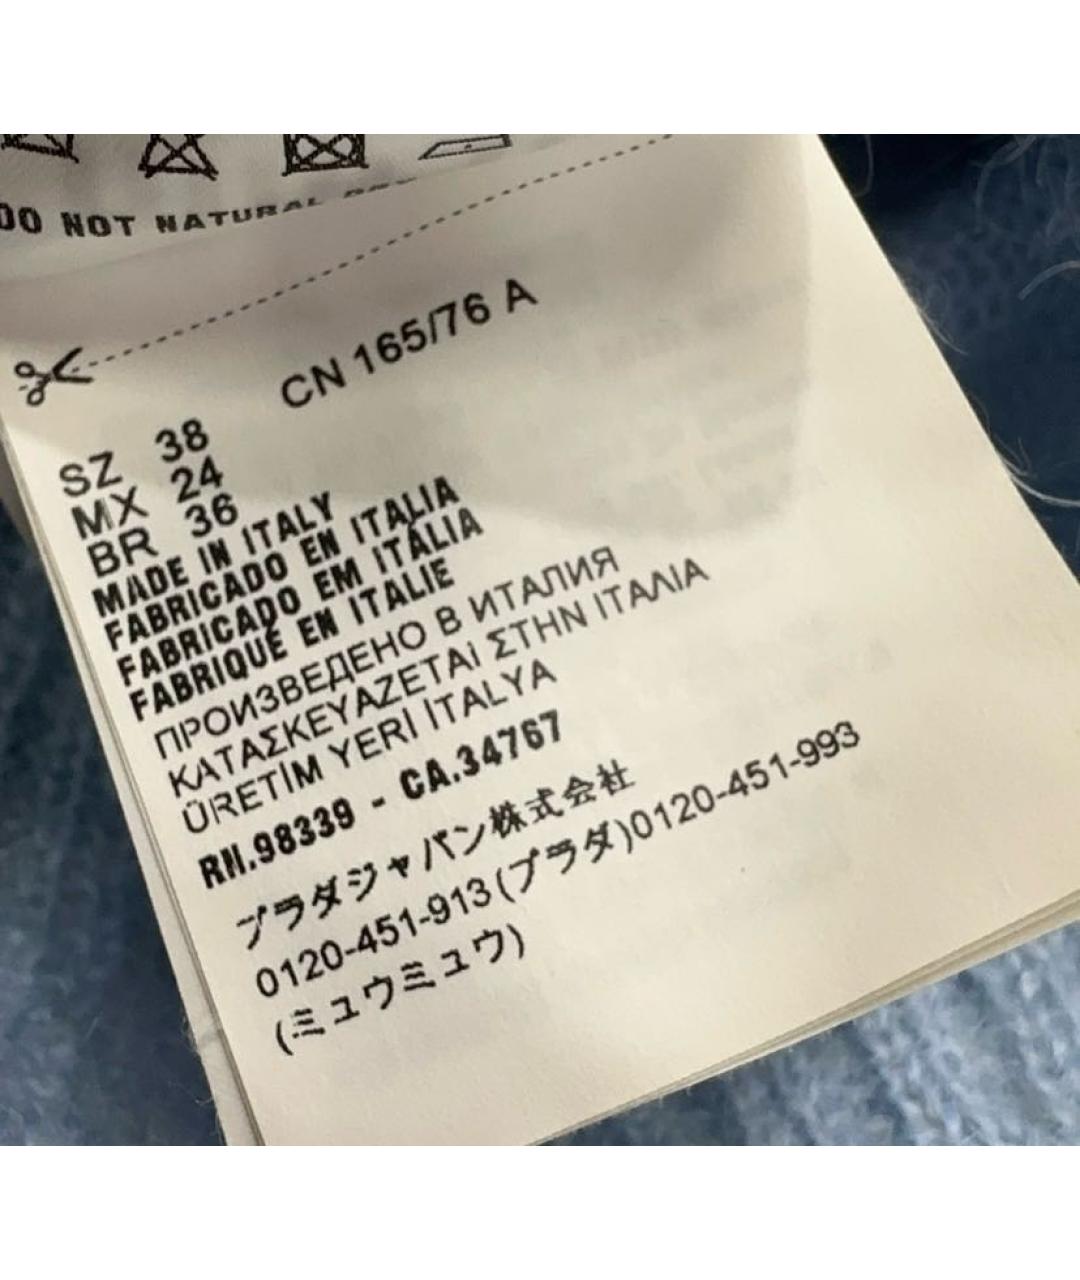 DO NOT NATURAL
CN 165/76 A
SZ 38
MX 24
BR 36
MADE IN ITALY
FABRICADO EN ITALIA
FABRICADO EM ITÁLIA
FABRIQUÉ EN ITALIE
ПРОИЗВЕДЕНО В ИТАЛИЯ
ΚΑΤΑΣΚΕΥΑZΕΤΑi ΣΤΗΝ ΙΤΑΛΙΑ
ÜRETİM YERİ İTALYA
RN.98339 - CA.34767
プラダジャパン株式会社
0120-451-913(プラダ)0120-451-993
(ミュウミュウ)